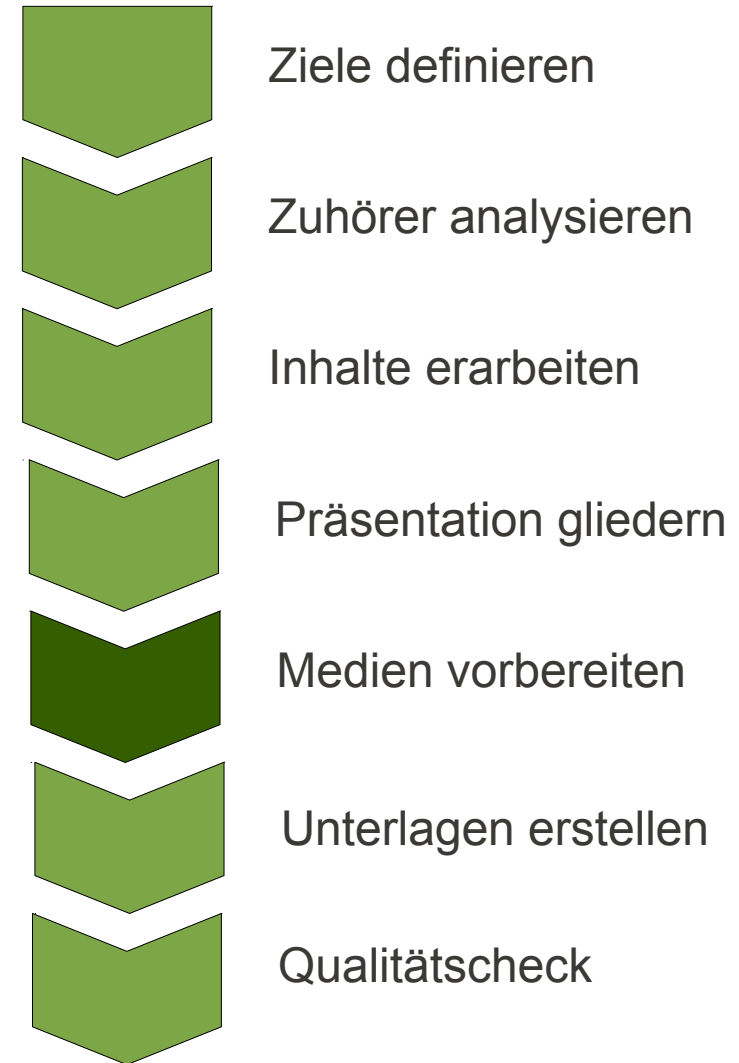 Ziele definieren
Zuhörer analysieren
Inhalte erarbeiten
Präsentation gliedern
Medien vorbereiten
Unterlagen erstellen
Qualitätscheck